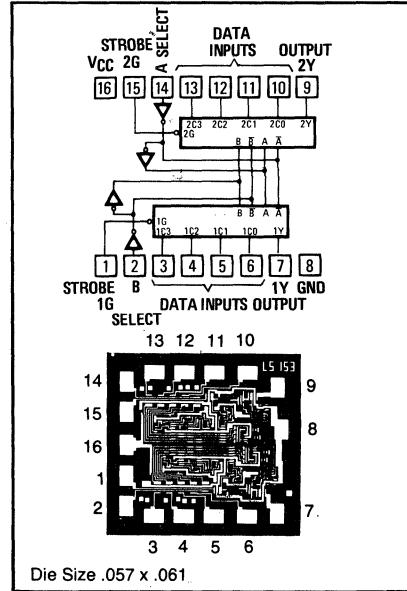 DATA
STROBE A SELECT INPUTS OUTPUT
VCC 2G 2Y
16 15 14 13 12 11 10 9
2C3 2C2 2C1 2C0 2Y
2G
B B̅ A A̅
B B̅ A A̅
1G
1C3 1C2 1C1 1C0 1Y
1 2 3 4 5 6 7 8
STROBE B DATA INPUTS OUTPUT 1Y GND
1G
SELECT
13 12 11 10
LS 153
14 9
15 8
16
1
2 7
3 4 5 6
Die Size .057 x .061